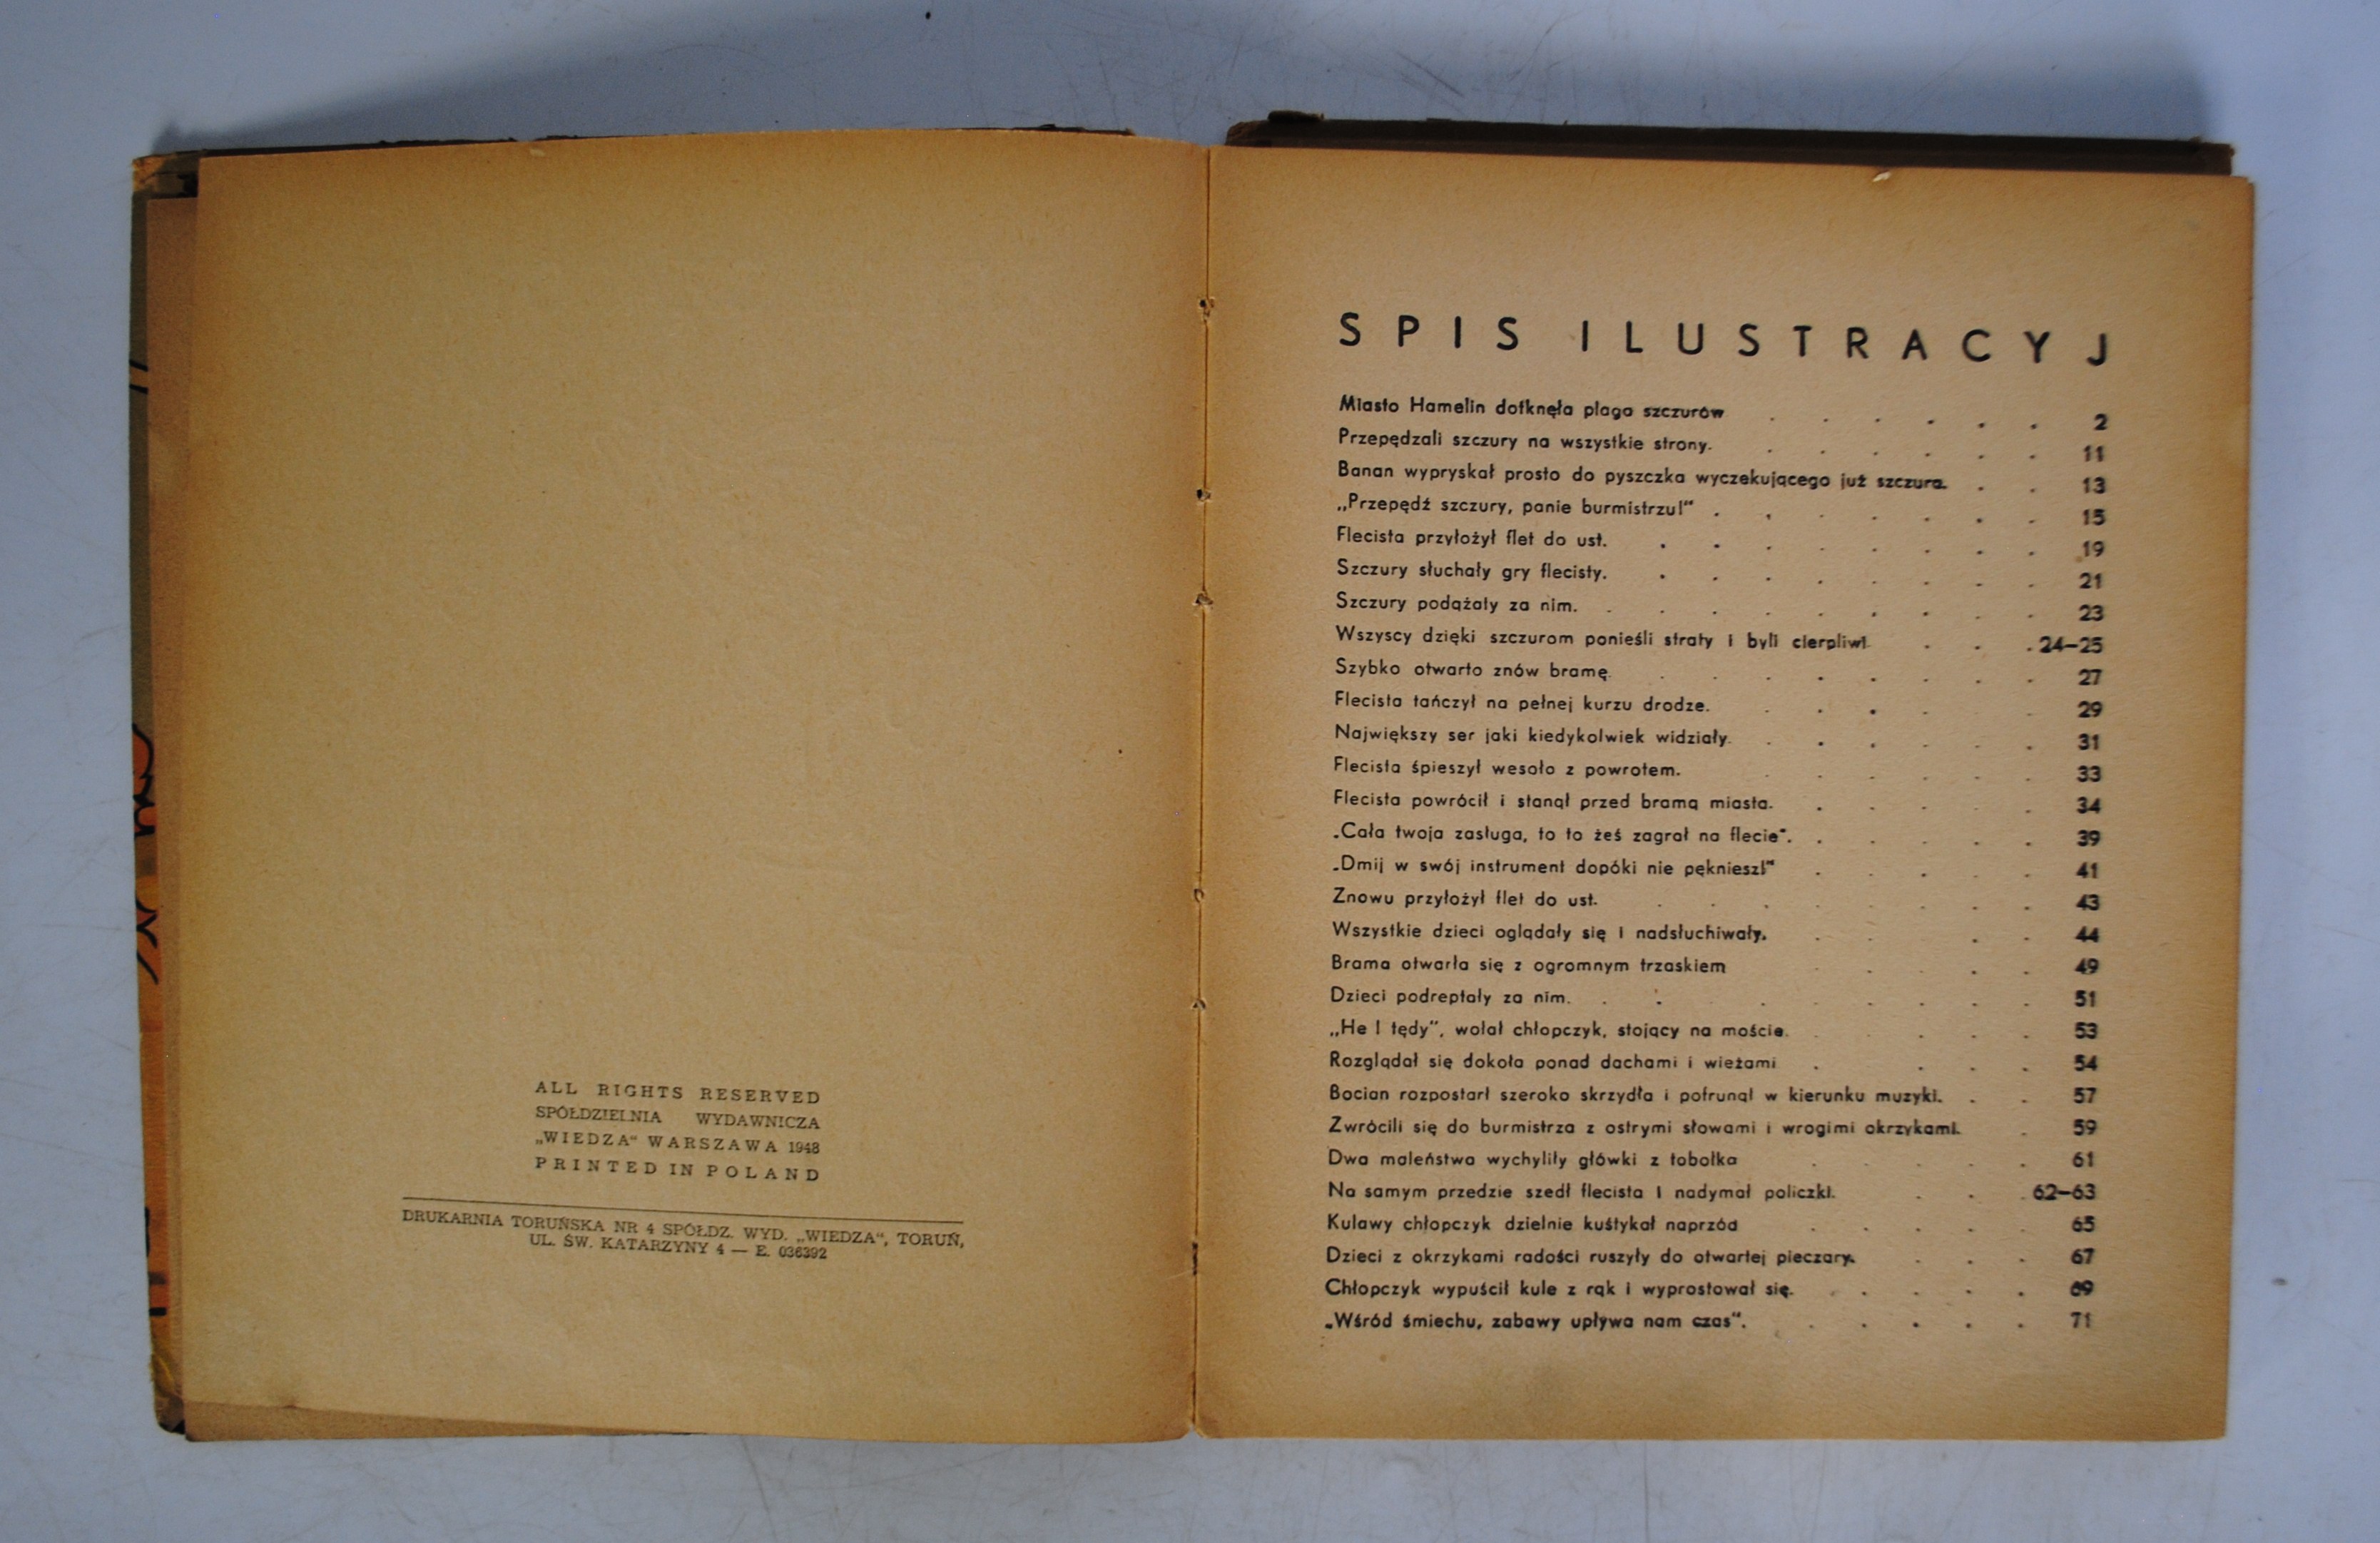 ALL RIGHTS RESERVED
SPÓŁDZIELNIA WYDAWNICZA
„WIEDZA“ WARSZAWA 1948
PRINTED IN POLAND
DRUKARNIA TORUŃSKA NR 4 SPÓŁDZ. WYD. „WIEDZA“, TORUŃ,
UL. ŚW. KATARZYNY 4 — E. 036392
SPIS ILUSTRACYJ
Miasto Hamelin dotknęła plaga szczurów . . . . . . 2
Przepędzali szczury na wszystkie strony. . . . . . . 11
Banan wypryskał prosto do pyszczka wyczekującego już szczura. . . 13
„Przepędź szczury, panie burmistrzu!“ . . . . . . . 15
Flecista przyłożył flet do ust. . . . . . . . . 19
Szczury słuchały gry flecisty. . . . . . . . . 21
Szczury podążały za nim. . . . . . . . . . 23
Wszyscy dzięki szczurom ponieśli straty i byli cierpliwi . . . 24—25
Szybko otwarto znów bramę . . . . . . . . 27
Flecista tańczył na pełnej kurzu drodze. . . . . . 29
Największy ser jaki kiedykolwiek widziały. . . . . . . 31
Flecista śpieszył wesoło z powrotem. . . . . . . 33
Flecista powrócił i stanął przed bramą miasta. . . . . . 34
„Cała twoja zasługa, to to żeś zagrał na flecie“. . . . . . 39
„Dmij w swój instrument dopóki nie pękniesz!“ . . . . . 41
Znowu przyłożył flet do ust. . . . . . . . . 43
Wszystkie dzieci oglądały się i nadsłuchiwały. . . . . 44
Brama otwarła się z ogromnym trzaskiem . . . . . 49
Dzieci podreptały za nim. . . . . . . . . 51
„He ! tędy“, wołał chłopczyk, stojący na moście. . . . . . 53
Rozglądał się dokoła ponad dachami i wieżami . . . . 54
Bocian rozpostarł szeroko skrzydła i pofrunął w kierunku muzyki. . . 57
Zwrócili się do burmistrza z ostrymi słowami i wrogimi okrzykami. . 59
Dwa maleństwa wychyliły główki z tobołka . . . . . 61
Na samym przedzie szedł flecista i nadymał policzki. . . . 62—63
Kulawy chłopczyk dzielnie kuśtykał naprzód . . . . . 65
Dzieci z okrzykami radości ruszyły do otwartej pieczary. . . . 67
Chłopczyk wypuścił kule z rąk i wyprostował się. . . . . . 69
„Wśród śmiechu, zabawy upływa nam czas“. . . . . . 71